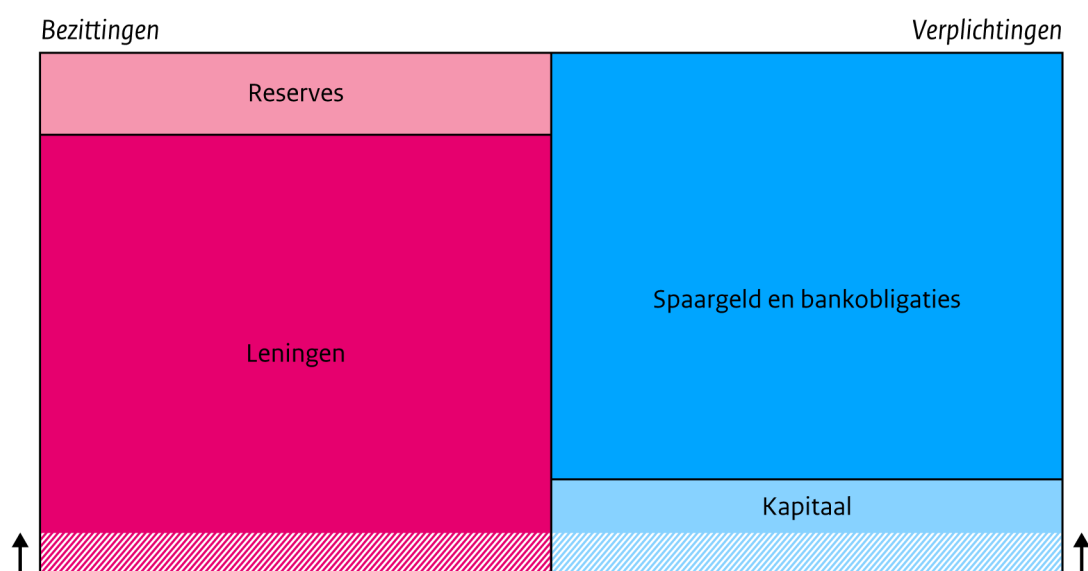 Bezittingen
Verplichtingen
Reserves
Spaargeld en bankobligaties
Leningen
Kapitaal